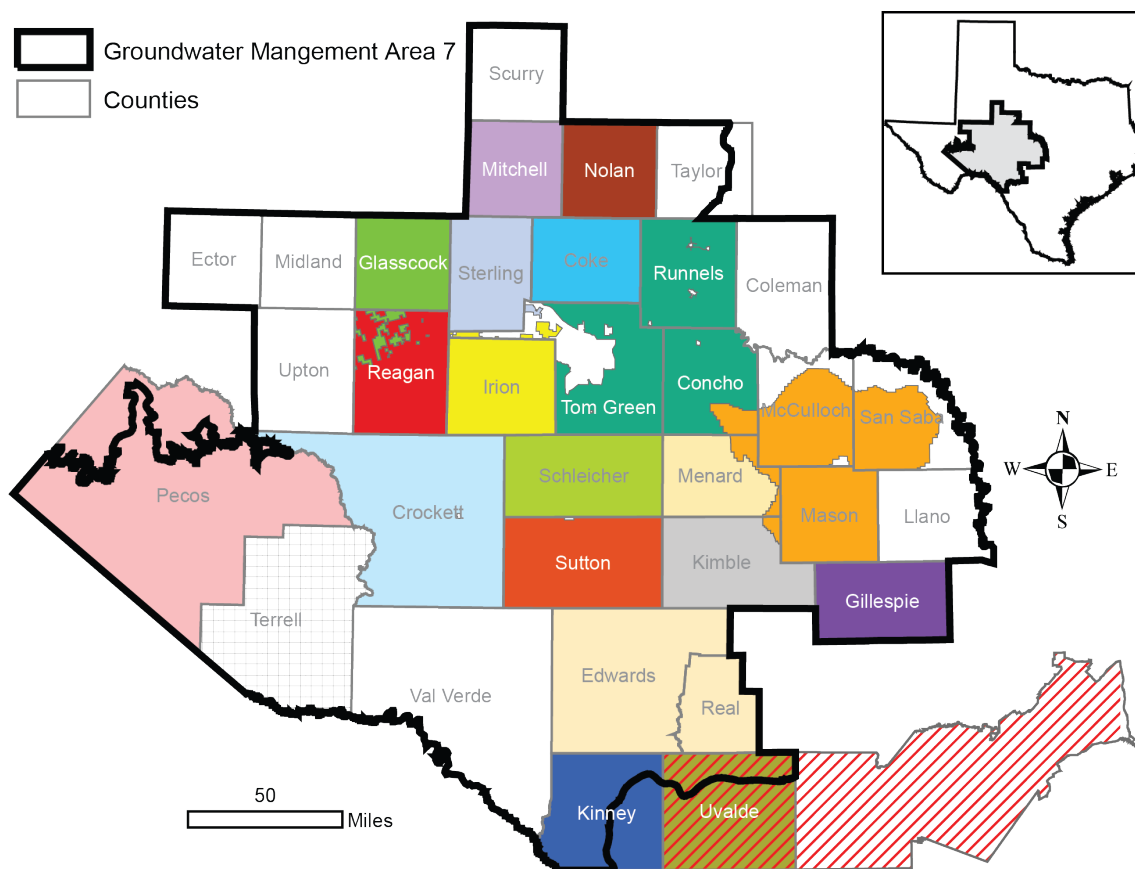 Groundwater Mangement Area 7
Counties
Scurry
Mitchell
Nolan
Taylor
Ector
Midland
Glasscock
Sterling
Coke
Runnels
Coleman
Upton
Reagan
Irion
Tom Green
Concho
McCulloch
San Saba
Pecos
Crockett
Schleicher
Menard
Mason
Llano
N
W
E
S
Sutton
Kimble
Gillespie
Terrell
Val Verde
Edwards
Real
Kinney
Uvalde
50
Miles